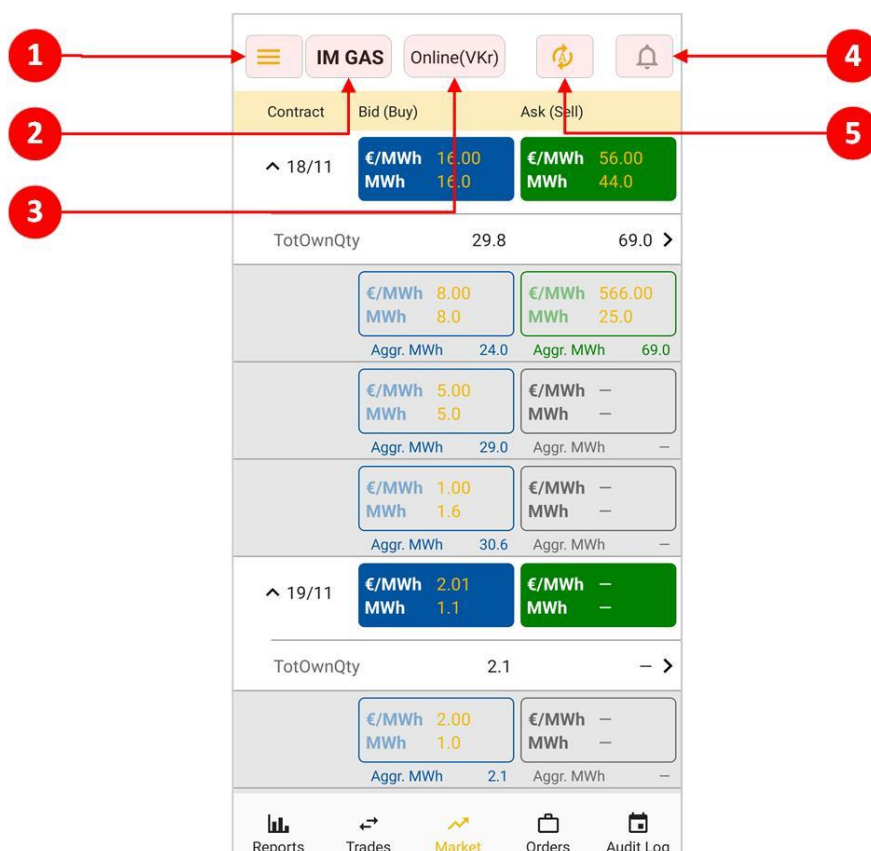 1
IM GAS
Online(VKr)
4
2
5
3
Contract Bid (Buy) Ask (Sell)
18/11
€/MWh 16.00 €/MWh 56.00
MWh 16.0 MWh 44.0
TotOwnQty 29.8 69.0
€/MWh 8.00 €/MWh 566.00
MWh 8.0 MWh 25.0
Aggr. MWh 24.0 Aggr. MWh 69.0
€/MWh 5.00 €/MWh –
MWh 5.0 MWh –
Aggr. MWh 29.0 Aggr. MWh –
€/MWh 1.00 €/MWh –
MWh 1.6 MWh –
Aggr. MWh 30.6 Aggr. MWh –
19/11
€/MWh 2.01 €/MWh –
MWh 1.1 MWh –
TotOwnQty 2.1 –
€/MWh 2.00 €/MWh –
MWh 1.0 MWh –
Aggr. MWh 2.1 Aggr. MWh –
Reports Trades Market Orders Audit Log